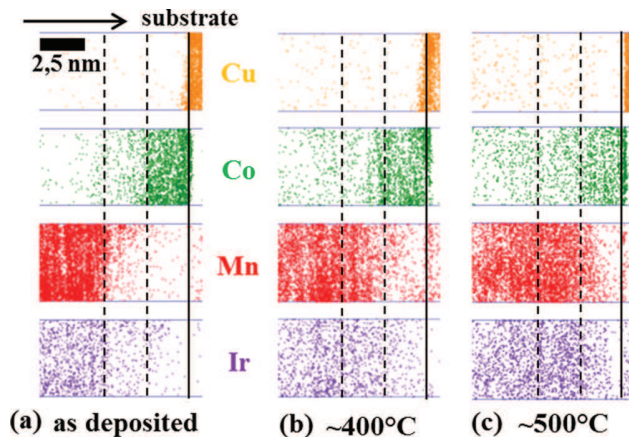 substrate
2,5 nm
Cu
Co
Mn
Ir
(a) as deposited (b) ~400°C (c) ~500°C